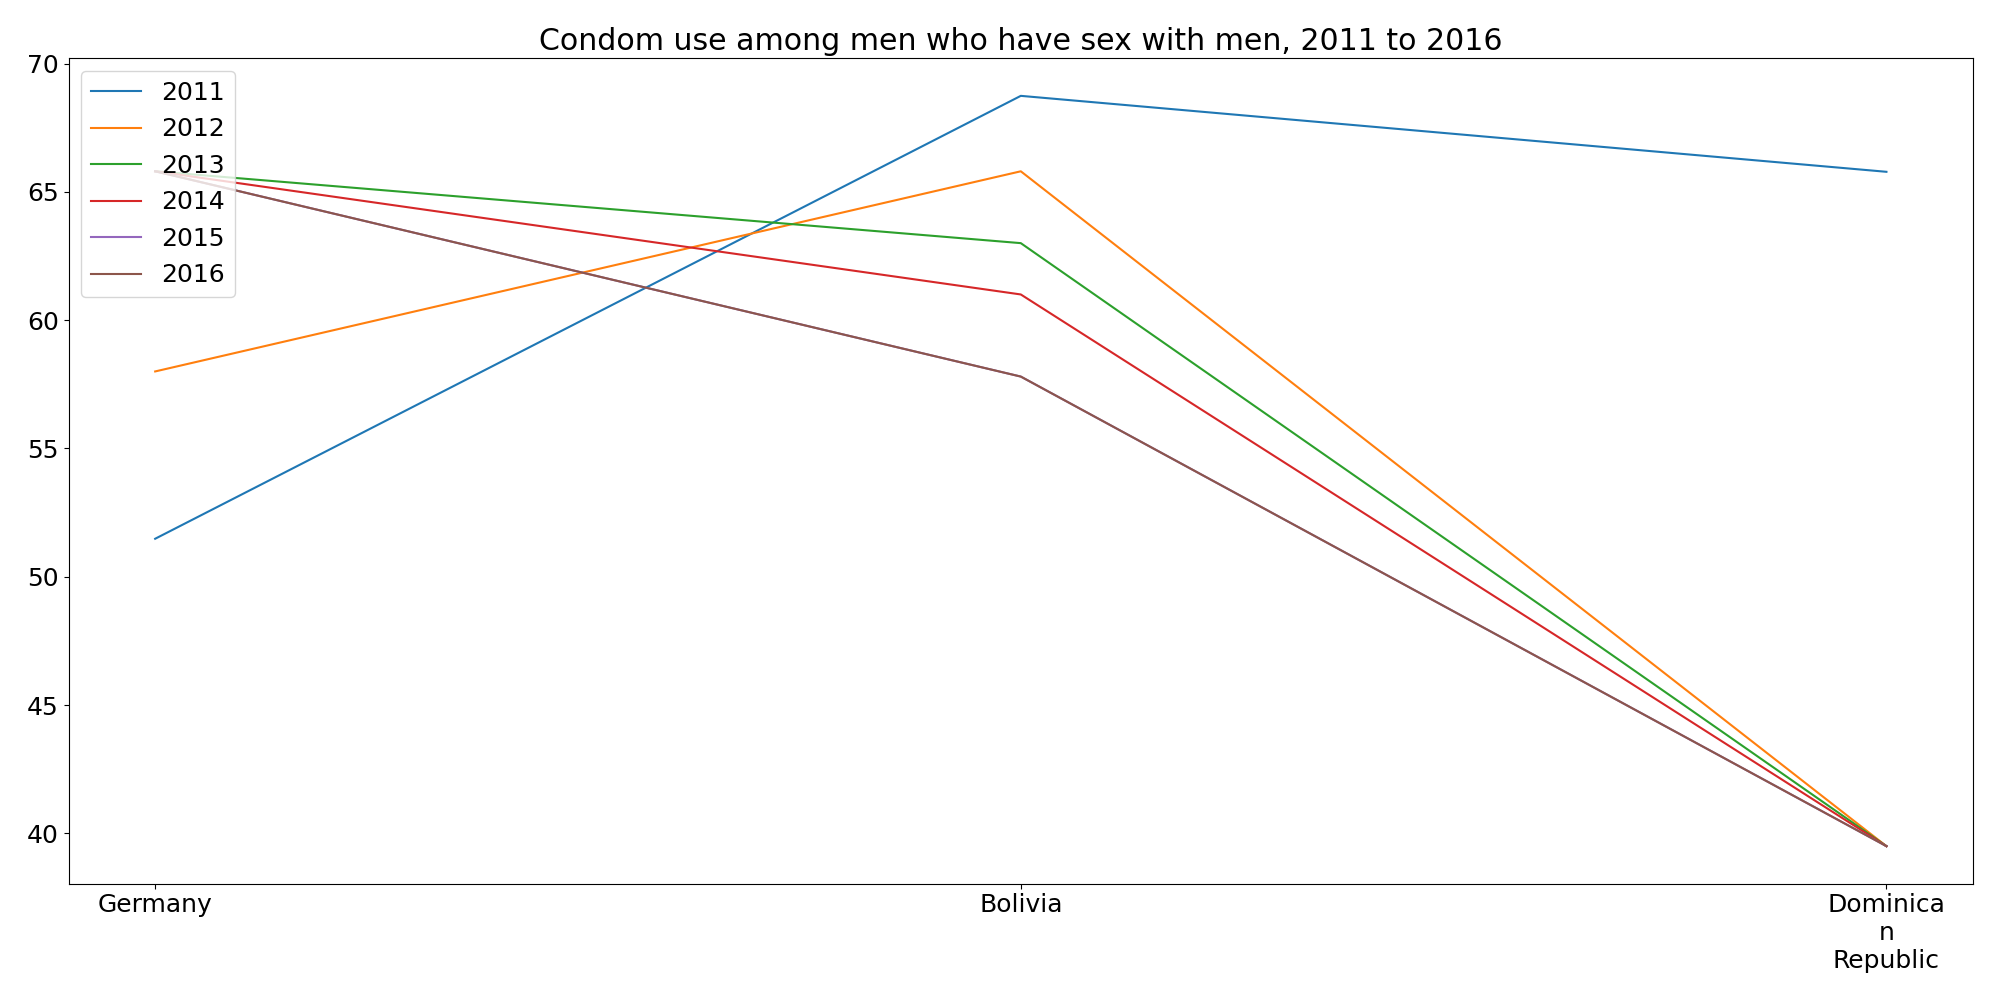 Condom use among men who have sex with men, 2011 to 2016
70
65
60
55
50
45
40
2011
2012
2013
2014
2015
2016
Germany
Bolivia
Dominica
n
Republic